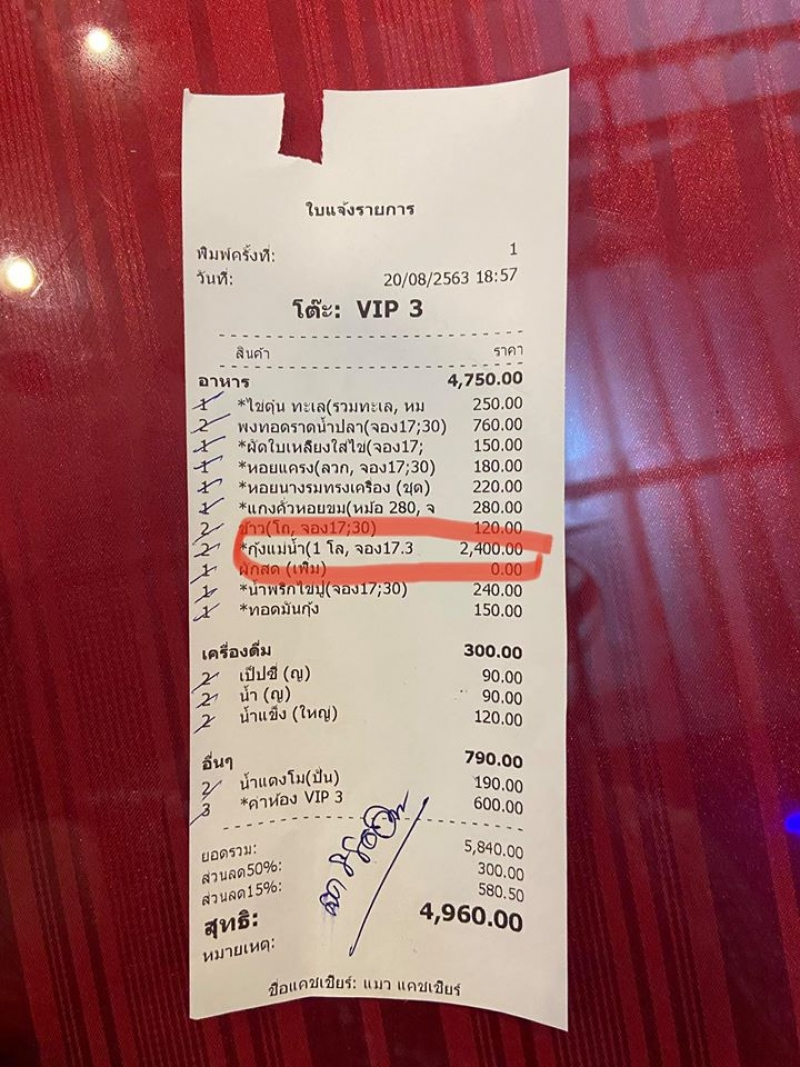 ใบแจ้งรายการ
พิมพ์ครั้งที่: 1
วันที่: 20/08/2563 18:57
โต๊ะ: VIP 3
สินค้า ราคา
อาหาร 4,750.00
1 *ไข่ตุ๋น ทะเล(รวมทะเล, หม 250.00
2 พงทอดราดน้ำปลา(จอง17;30) 760.00
1 *ผัดใบเหลียงใส่ไข่(จอง17; 150.00
1 *หอยแครง(ลวก, จอง17;30) 180.00
1 *หอยนางรมทรงเครื่อง (ชุด) 220.00
1 *แกงคั่วหอยขม(หม้อ 280, จ 280.00
2 ข้าว(โถ, จอง17;30) 120.00
2 *กุ้งแม่น้ำ(1 โล, จอง17.3 2,400.00
1 ผักสด (เพิ่ม) 0.00
1 *น้ำพริกไข่ปู(จอง17;30) 240.00
1 *ทอดมันกุ้ง 150.00
เครื่องดื่ม 300.00
2 เป็ปซี่ (ญ) 90.00
2 น้ำ (ญ) 90.00
2 น้ำแข็ง (ใหญ่) 120.00
อื่นๆ 790.00
2 น้ำแตงโม(ปั่น) 190.00
3 *ค่าห้อง VIP 3 600.00
ยอดรวม: 5,840.00
ส่วนลด50%: 300.00
ส่วนลด15%: 580.50
สุทธิ: 4,960.00
หมายเหตุ:
ชื่อแคชเชียร์: แมว แคชเชียร์